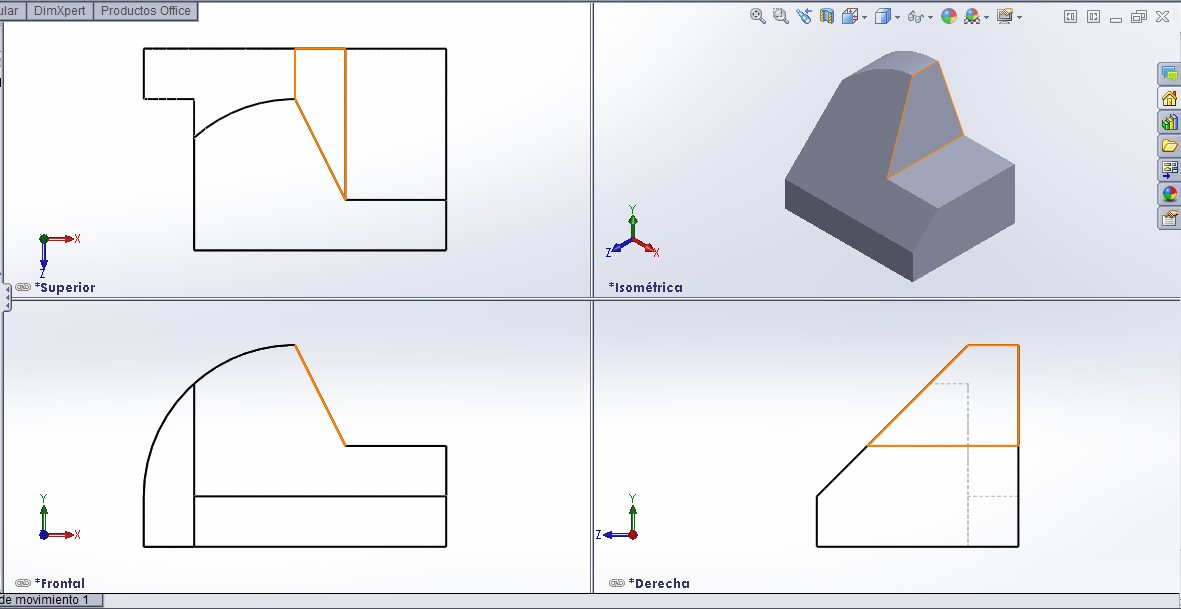 ular DimXpert Productos Office
X
Z
*Superior
Y
Z X
*Isométrica
Y
X
*Frontal
Y
Z
*Derecha
de movimiento 1